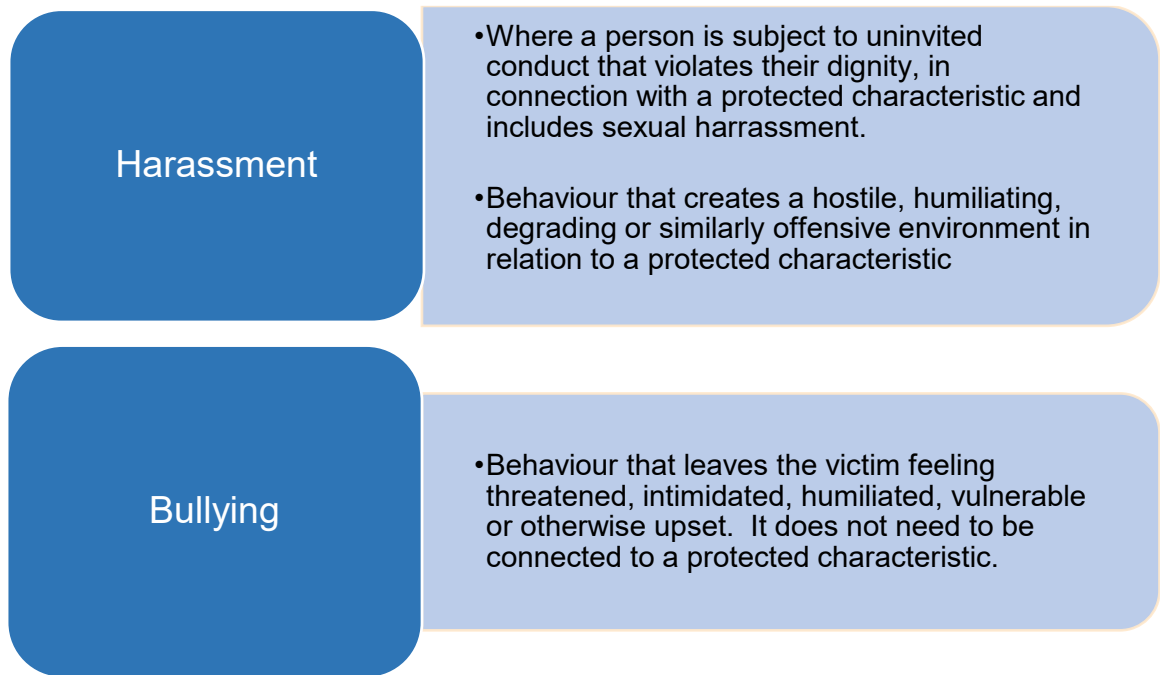 Harassment
•Where a person is subject to uninvited
conduct that violates their dignity, in
connection with a protected characteristic and
includes sexual harrassment.
•Behaviour that creates a hostile, humiliating,
degrading or similarly offensive environment in
relation to a protected characteristic
Bullying
•Behaviour that leaves the victim feeling
threatened, intimidated, humiliated, vulnerable
or otherwise upset.  It does not need to be
connected to a protected characteristic.